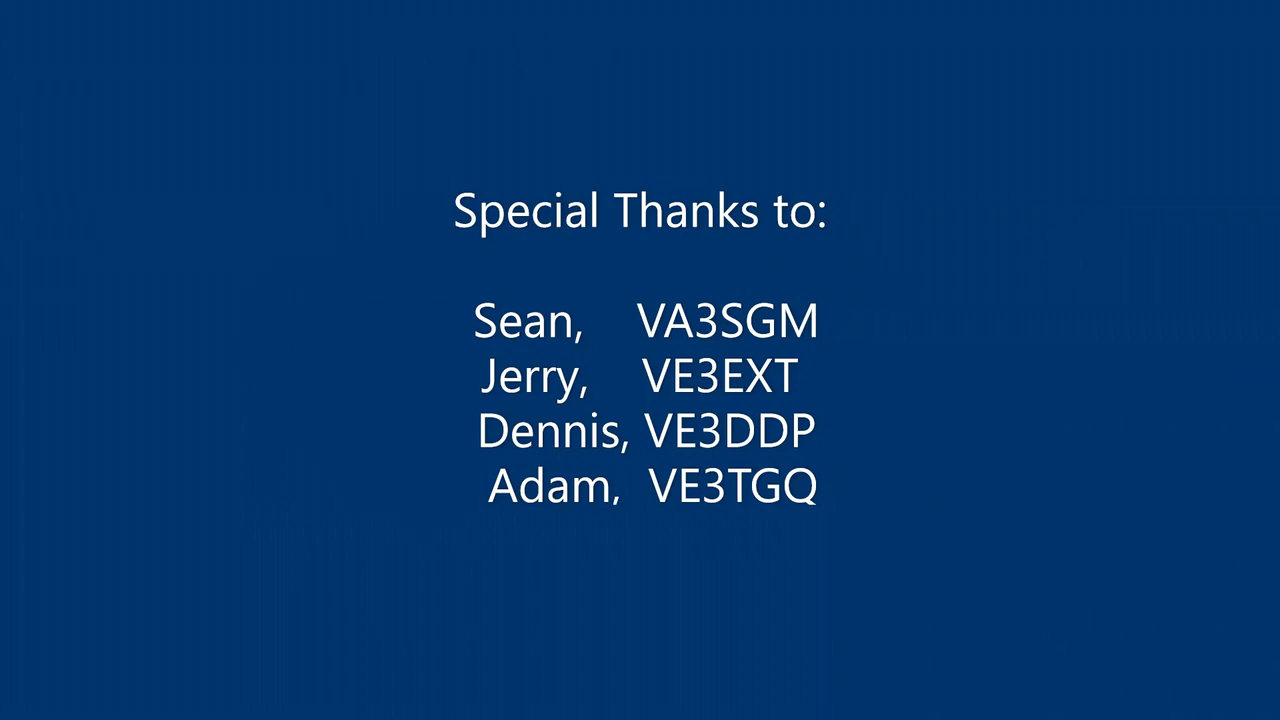 Special Thanks to:
Sean, VA3SGM
Jerry, VE3EXT
Dennis, VE3DDP
Adam, VE3TGQ